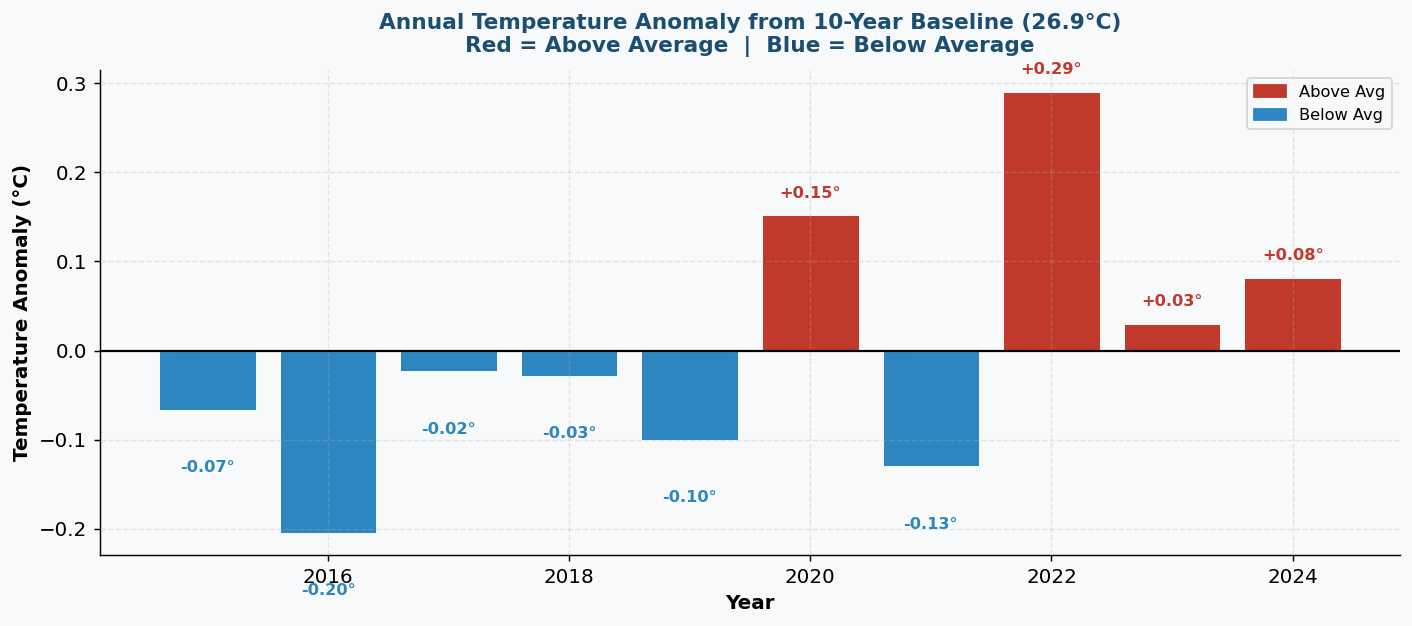 Annual Temperature Anomaly from 10-Year Baseline (26.9°C)
Red = Above Average | Blue = Below Average
+0.29°
Above Avg
Below Avg
+0.15°
+0.08°
+0.03°
-0.07°
-0.02°
-0.03°
-0.10°
-0.13°
-0.20°
0.3
0.2
0.1
0.0
−0.1
−0.2
Temperature Anomaly (°C)
2016 2018 2020 2022 2024
Year